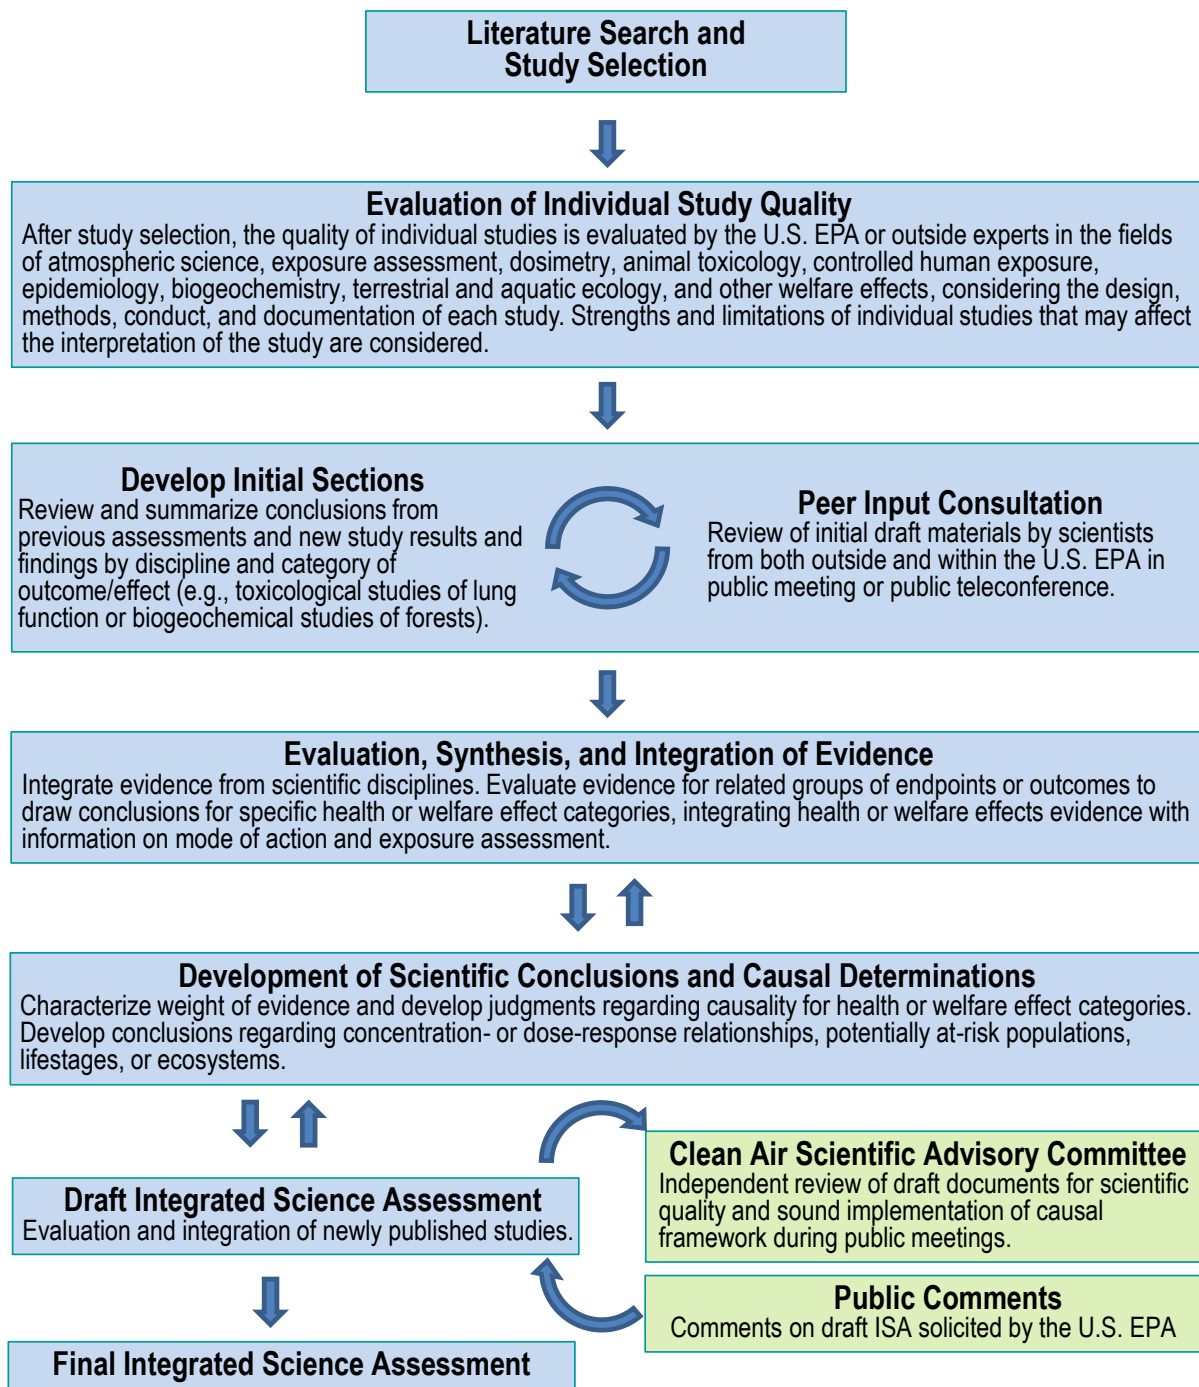 Literature Search and
Study Selection
Evaluation of Individual Study Quality
After study selection, the quality of individual studies is evaluated by the U.S. EPA or outside experts in the fields
of atmospheric science, exposure assessment, dosimetry, animal toxicology, controlled human exposure,
epidemiology, biogeochemistry, terrestrial and aquatic ecology, and other welfare effects, considering the design,
methods, conduct, and documentation of each study. Strengths and limitations of individual studies that may affect
the interpretation of the study are considered.
Develop Initial Sections
Review and summarize conclusions from
previous assessments and new study results and
findings by discipline and category of
outcome/effect (e.g., toxicological studies of lung
function or biogeochemical studies of forests).
Peer Input Consultation
Review of initial draft materials by scientists
from both outside and within the U.S. EPA in
public meeting or public teleconference.
Evaluation, Synthesis, and Integration of Evidence
Integrate evidence from scientific disciplines. Evaluate evidence for related groups of endpoints or outcomes to
draw conclusions for specific health or welfare effect categories, integrating health or welfare effects evidence with
information on mode of action and exposure assessment.
Development of Scientific Conclusions and Causal Determinations
Characterize weight of evidence and develop judgments regarding causality for health or welfare effect categories.
Develop conclusions regarding concentration- or dose-response relationships, potentially at-risk populations,
lifestages, or ecosystems.
Draft Integrated Science Assessment
Evaluation and integration of newly published studies.
Clean Air Scientific Advisory Committee
Independent review of draft documents for scientific
quality and sound implementation of causal
framework during public meetings.
Public Comments
Comments on draft ISA solicited by the U.S. EPA
Final Integrated Science Assessment